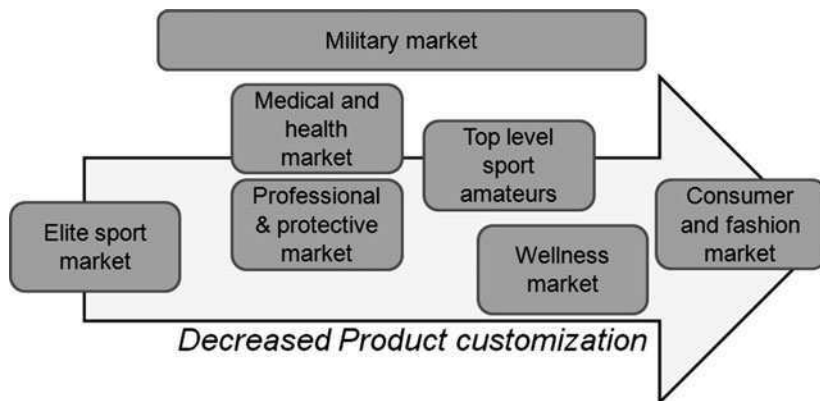 Military market
Medical and
health
market
Top level
sport
amateurs
Professional
& protective
market
Elite sport
market
Consumer
and fashion
market
Wellness
market
Decreased Product customization